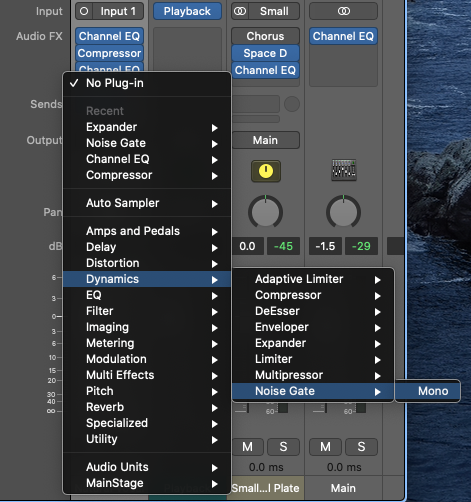 Input
Input 1
Playback
Small
Audio FX
Channel EQ
Chorus
Channel EQ
Compressor
Space D
Channel EQ
Channel EQ
✓ No Plug-in
Recent
Sends
Expander
Noise Gate
Output
Main
Channel EQ
Compressor
Auto Sampler
Pan
Amps and Pedals
dB
Delay
0.0
-45
-1.5
-29
Distortion
6
Dynamics
Adaptive Limiter
3
EQ
Compressor
0
Filter
DeEsser
3
Imaging
Enveloper
6
Metering
Expander
10
Modulation
Limiter
15
Multi Effects
Multipressor
20
Pitch
Noise Gate
Mono
30
40
Reverb
60
60
Specialized
Utility
M
S
M
S
Audio Units
0.0 ms
0.0 ms
MainStage
Small...l Plate
Main